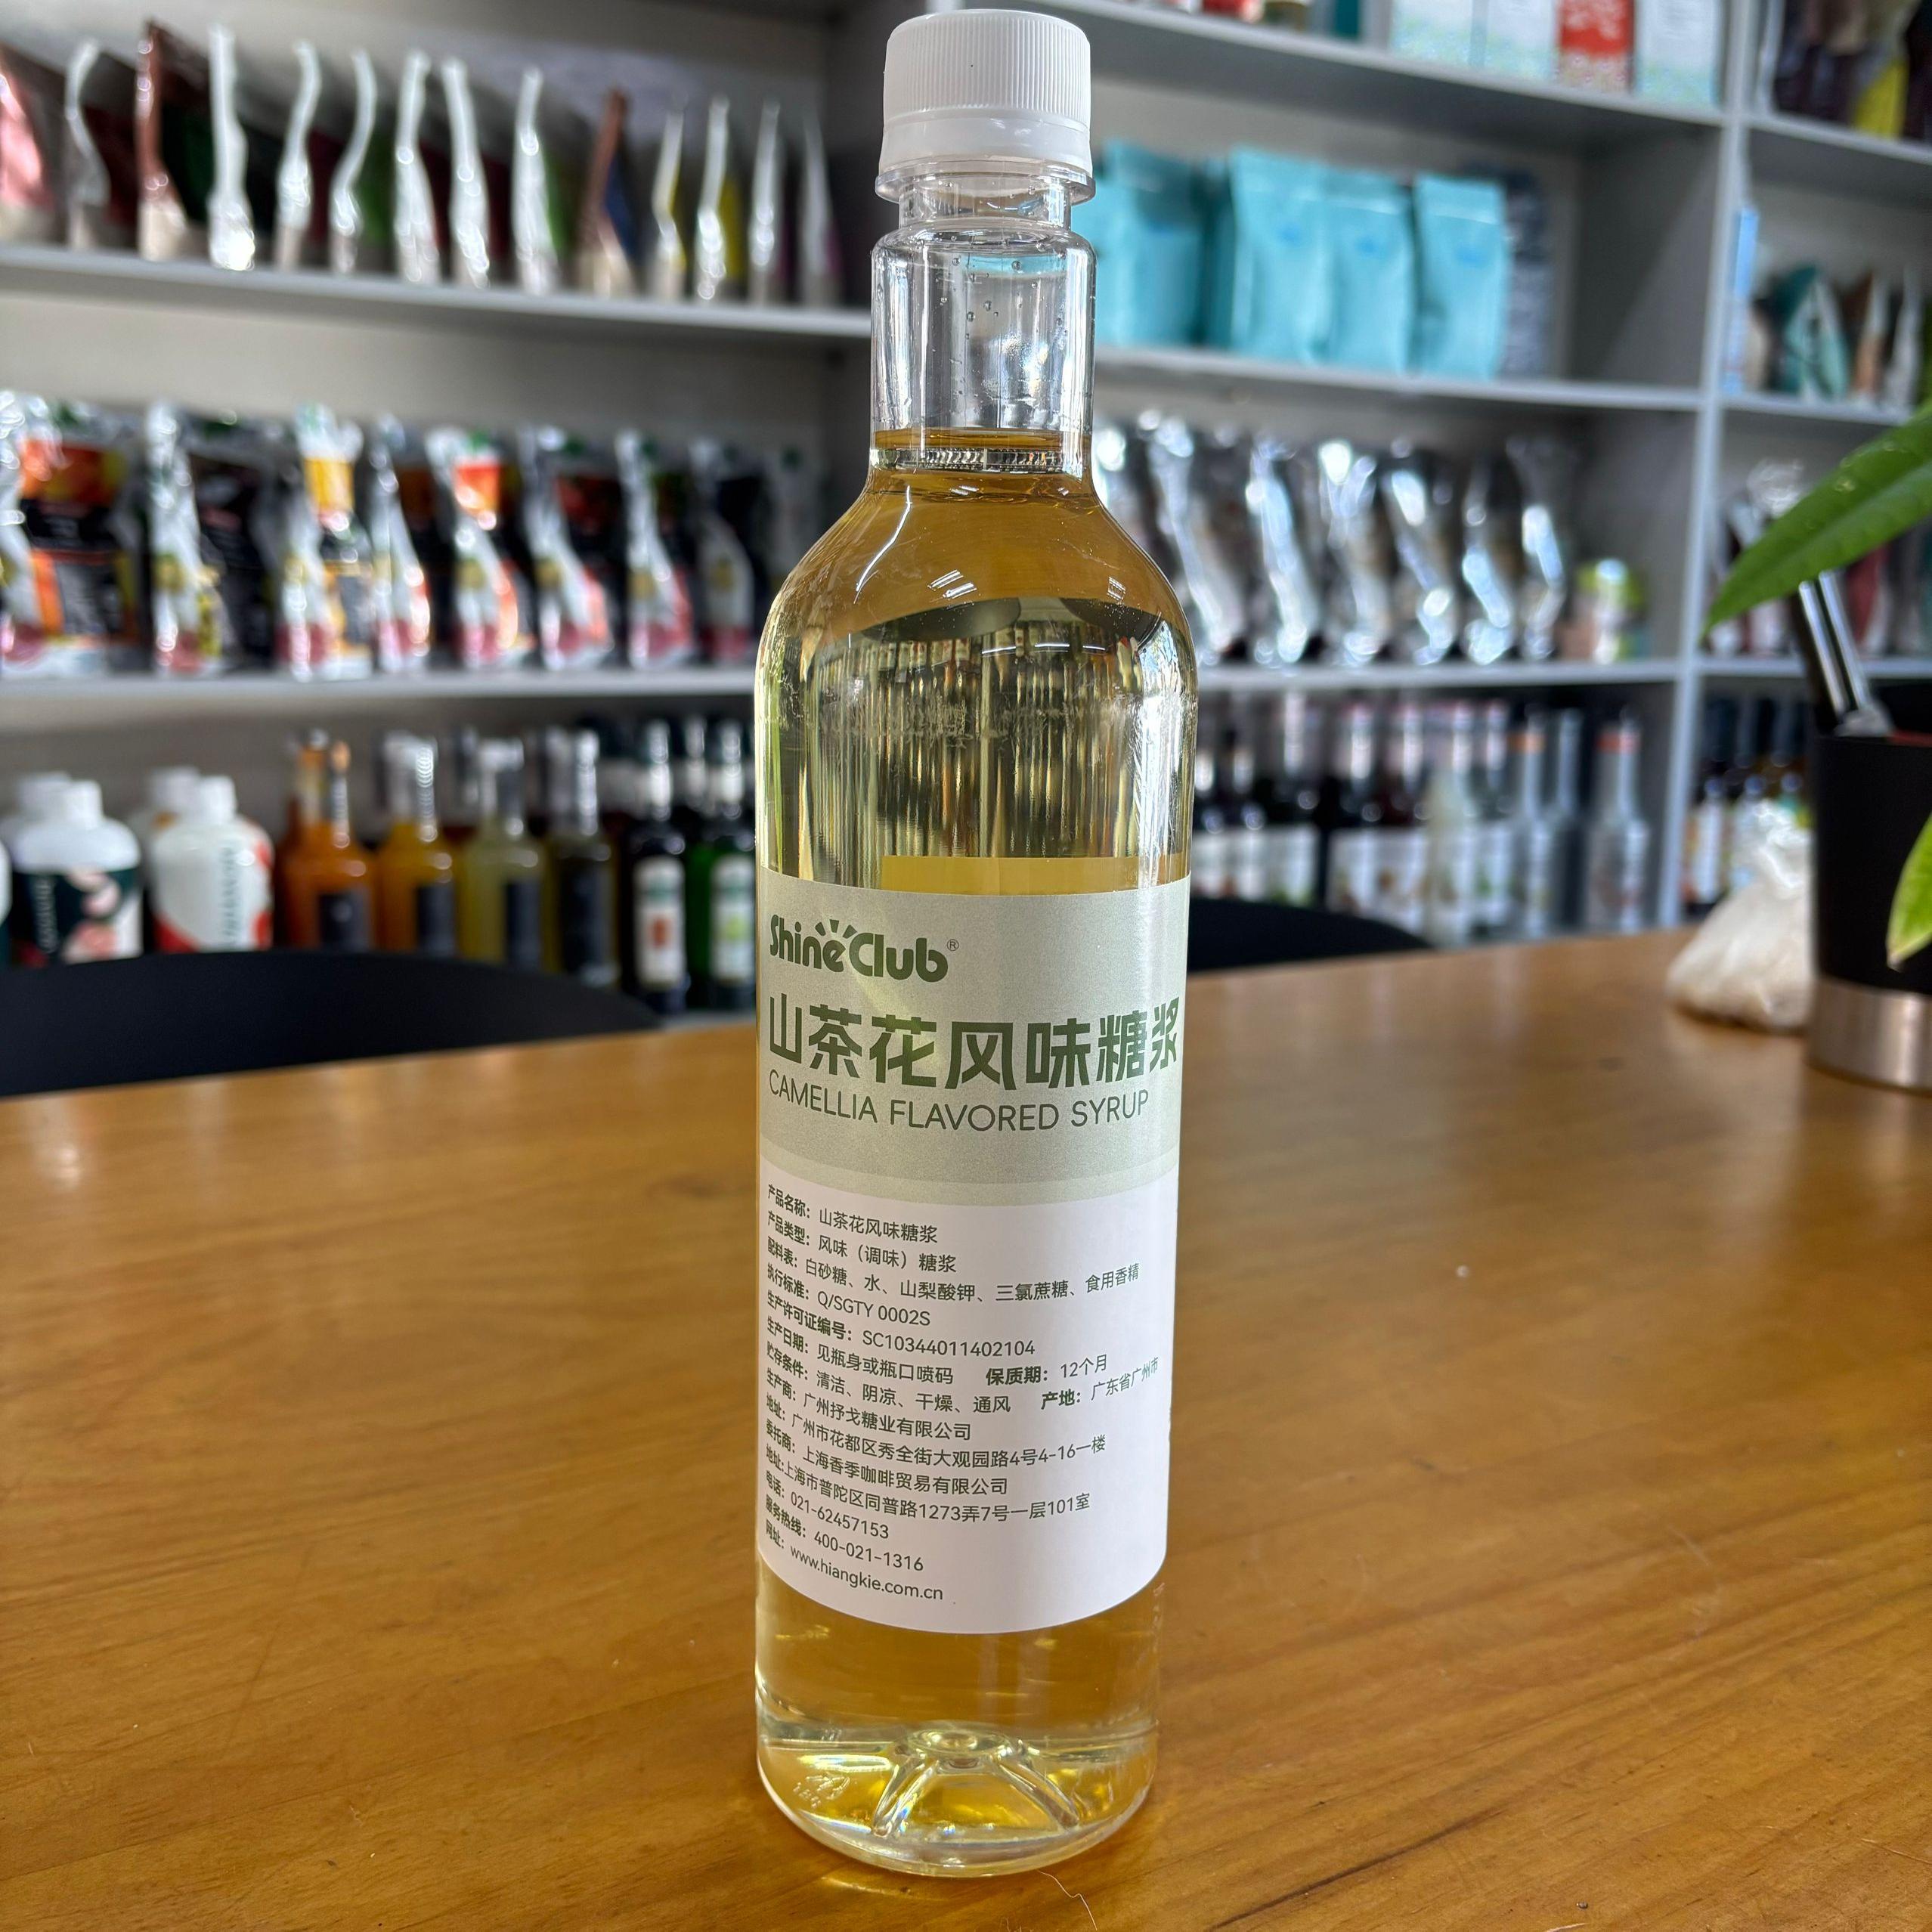 ShineClub®
山茶花风味糖浆
CAMELLIA FLAVORED SYRUP
产品名称：山茶花风味糖浆
产品类型：风味（调味）糖浆
配料表：白砂糖、水、山梨酸钾、三氯蔗糖、食用香精
执行标准：Q/SGTY 0002S
生产许可证编号：SC10344011402104
生产日期：见瓶身或瓶口喷码 保质期：12个月
贮存条件：清洁、阴凉、干燥、通风 产地：广东省广州市
生产商：广州抒戈糖业有限公司
地址：广州市花都区秀全街大观园路4号4-16一楼
委托商：上海香季咖啡贸易有限公司
地址:上海市普陀区同普路1273弄7号一层101室
电话：021-62457153
服务热线：400-021-1316
网址：www.hiangkie.com.cn